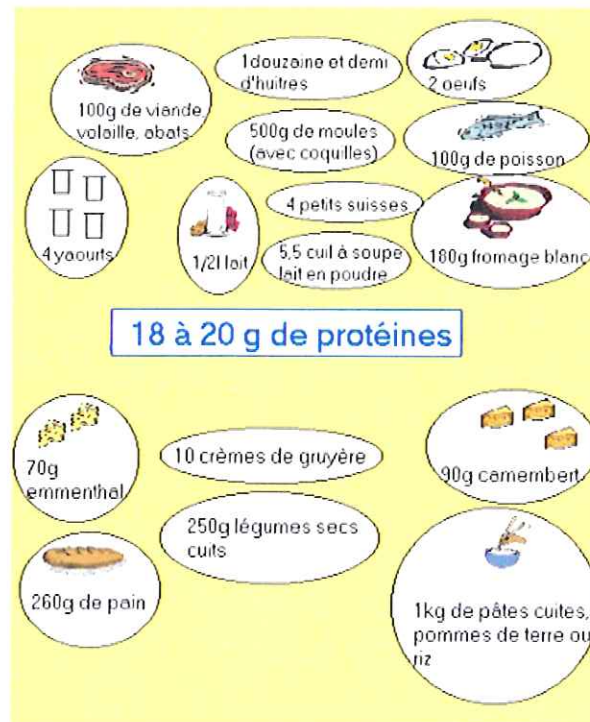 1douzaine et demi
d'huitres
2 oeufs
100g de viande,
volaille, abats
500g de moules
(avec coquilles)
100g de poisson
4 yaourts
1/2l lait
4 petits suisses
5,5 cuil à soupe
lait en poudre
180g fromage blanc
18 à 20 g de protéines
70g
emmenthal
10 crèmes de gruyère
90g camembert
250g légumes secs
cuits
260g de pain
1kg de pâtes cuites,
pommes de terre ou
riz